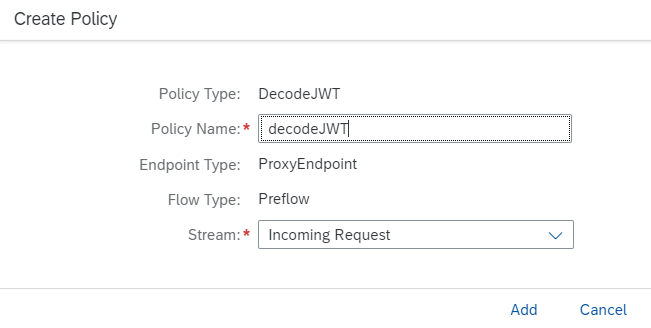 Create Policy
Policy Type: DecodeJWT
Policy Name:* decodeJWT
Endpoint Type: ProxyEndpoint
Flow Type: Preflow
Stream:* Incoming Request
Add Cancel